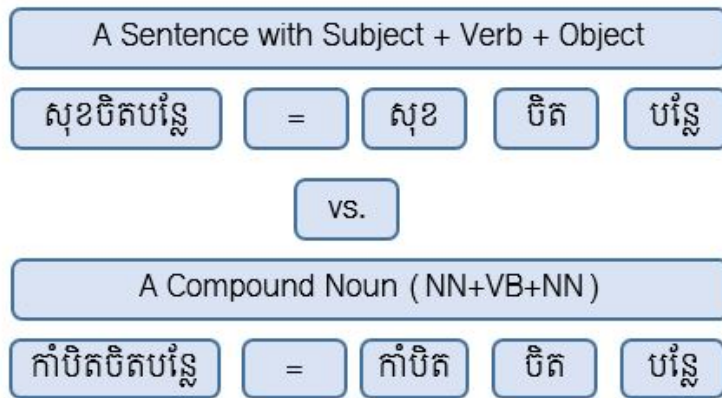 A Sentence with Subject + Verb + Object
សុខចិតបន្លែ = សុខ ចិត បន្លែ
vs.
A Compound Noun (NN+VB+NN)
កាំបិតចិតបន្លែ = កាំបិត ចិត បន្លែ